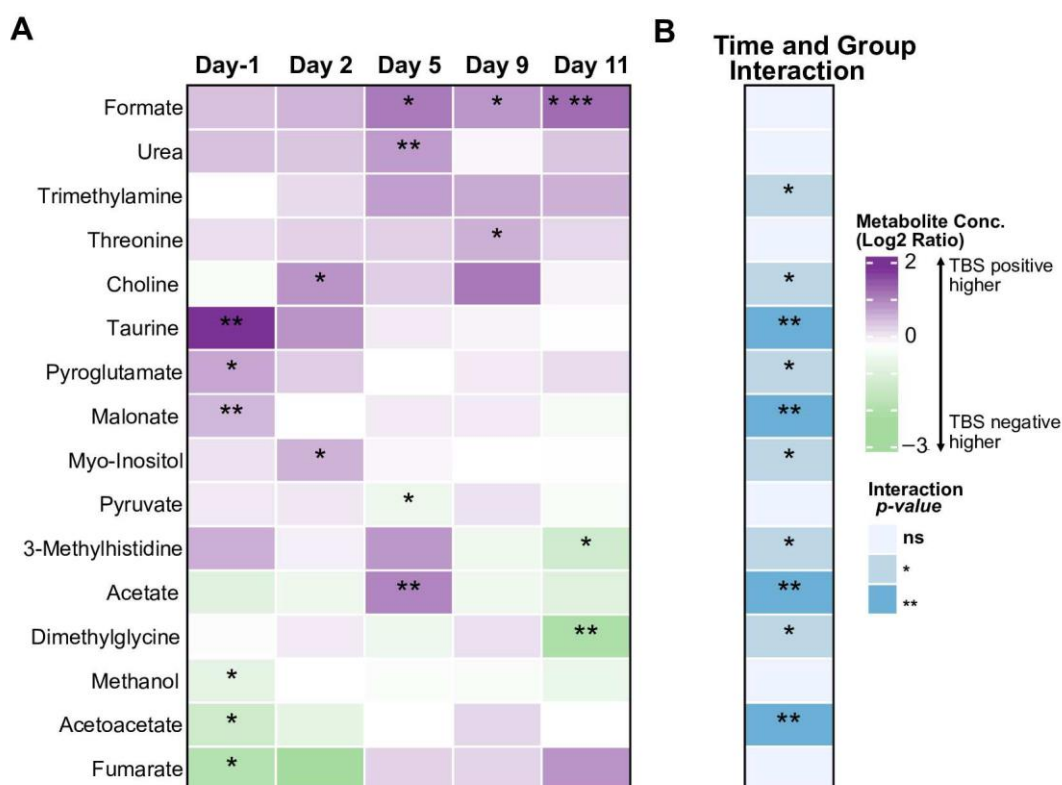 A
B
Time and Group
Interaction
Day-1 Day 2 Day 5 Day 9 Day 11
Formate * * * **
Urea **
Trimethylamine *
Threonine *
Choline * *
Taurine ** **
Pyroglutamate * *
Malonate ** **
Myo-Inositol * *
Pyruvate *
3-Methylhistidine * *
Acetate ** **
Dimethylglycine ** *
Methanol *
Acetoacetate * **
Fumarate *
Metabolite Conc.
(Log2 Ratio)
2
0
–3
TBS positive
higher
TBS negative
higher
Interaction
p-value
ns
*
**